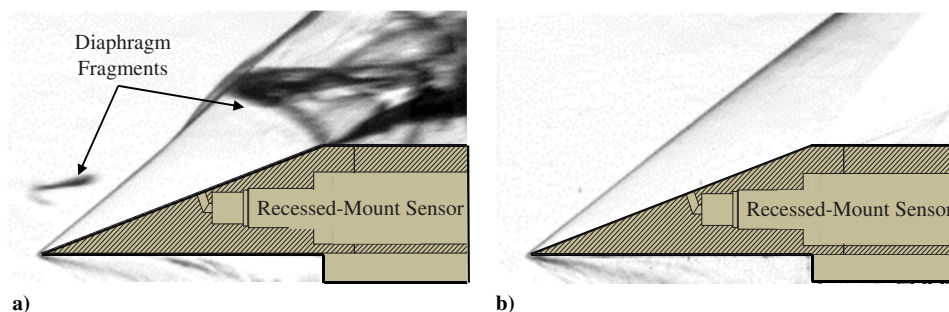 Diaphragm
Fragments
Recessed-Mount Sensor
Recessed-Mount Sensor
a)
b)